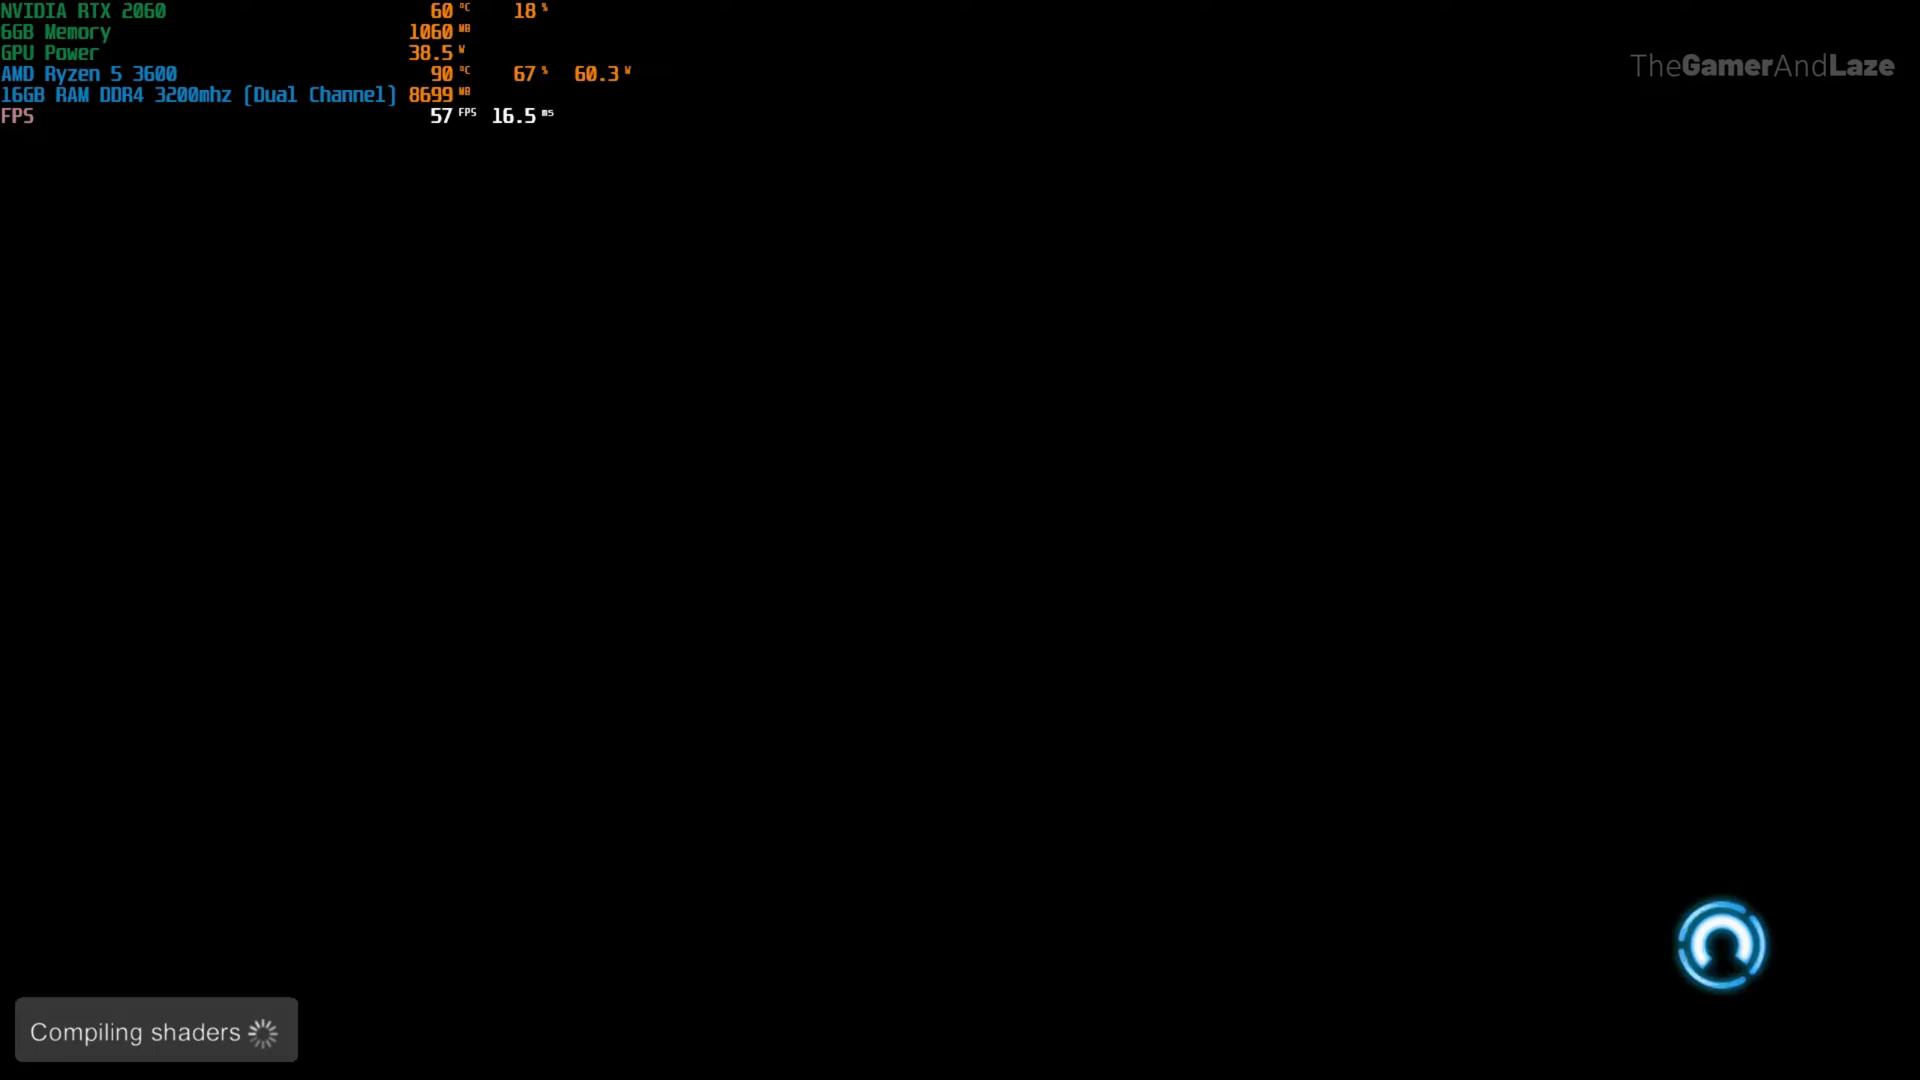 NVIDIA RTX 2060 60 °C 18 %
6GB Memory 1060 MB
GPU Power 38.5 W
AMD Ryzen 5 3600 90 °C 67 % 60.3 W
16GB RAM DDR4 3200mhz (Dual Channel) 8699 MB
FPS 57 FPS 16.5 ms
TheGamerAndLaze
Compiling shaders